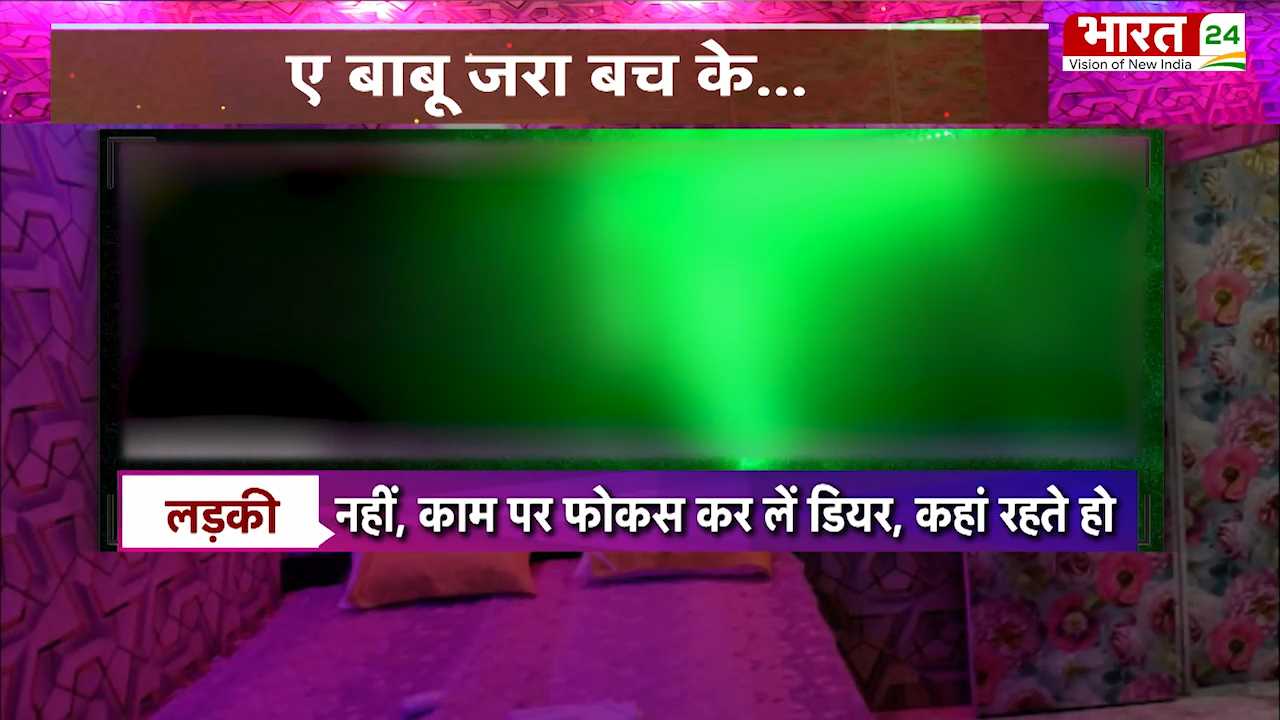 ए बाबू जरा बच के...
भारत 24
Vision of New India
लड़की
नहीं, काम पर फोकस कर लें डियर, कहां रहते हो